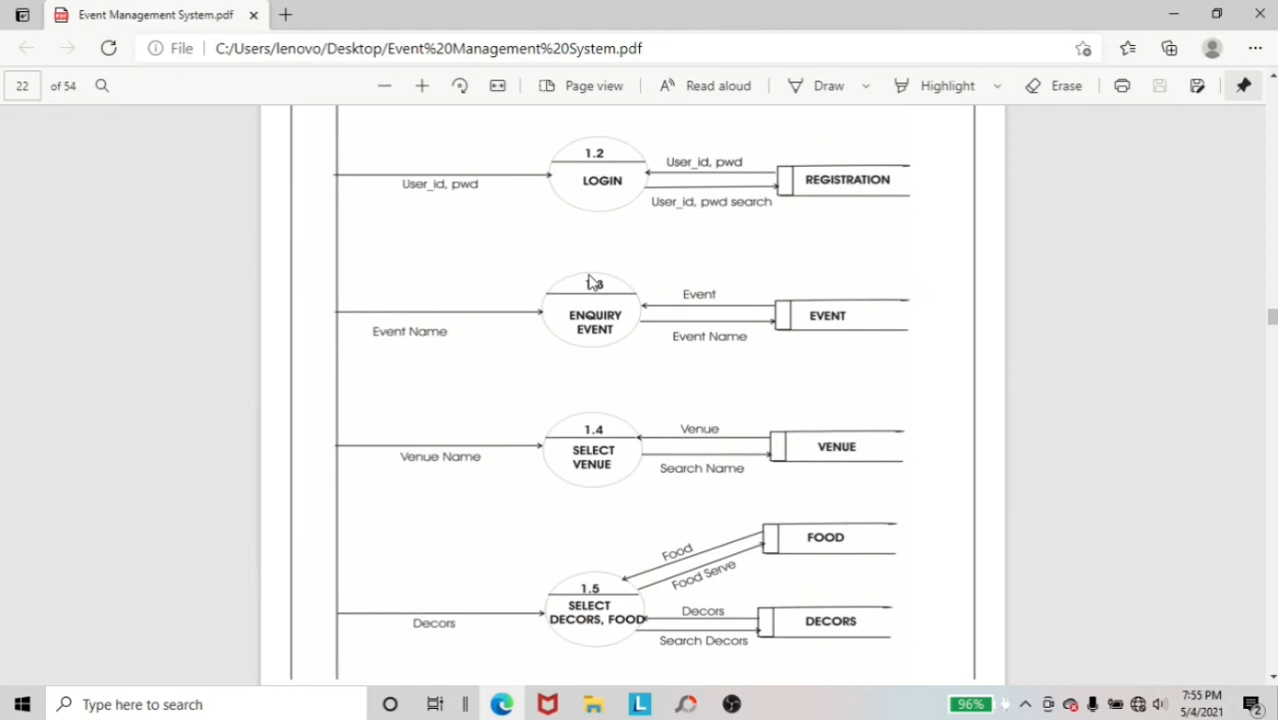 Event Management System.pdf
File
C:/Users/lenovo/Desktop/Event%20Management%20System.pdf
22 of 54
Page view
Read aloud
Draw
Highlight
Erase
1.2
LOGIN
User_id, pwd
User_id, pwd
User_id, pwd search
REGISTRATION
1.3
ENQUIRY
EVENT
Event Name
Event
Event Name
EVENT
1.4
SELECT
VENUE
Venue Name
Venue
Search Name
VENUE
1.5
SELECT
DECORS, FOOD
Decors
Food
Food Serve
FOOD
Decors
Search Decors
DECORS
Type here to search
L
96%
7:55 PM
5/4/2021
2